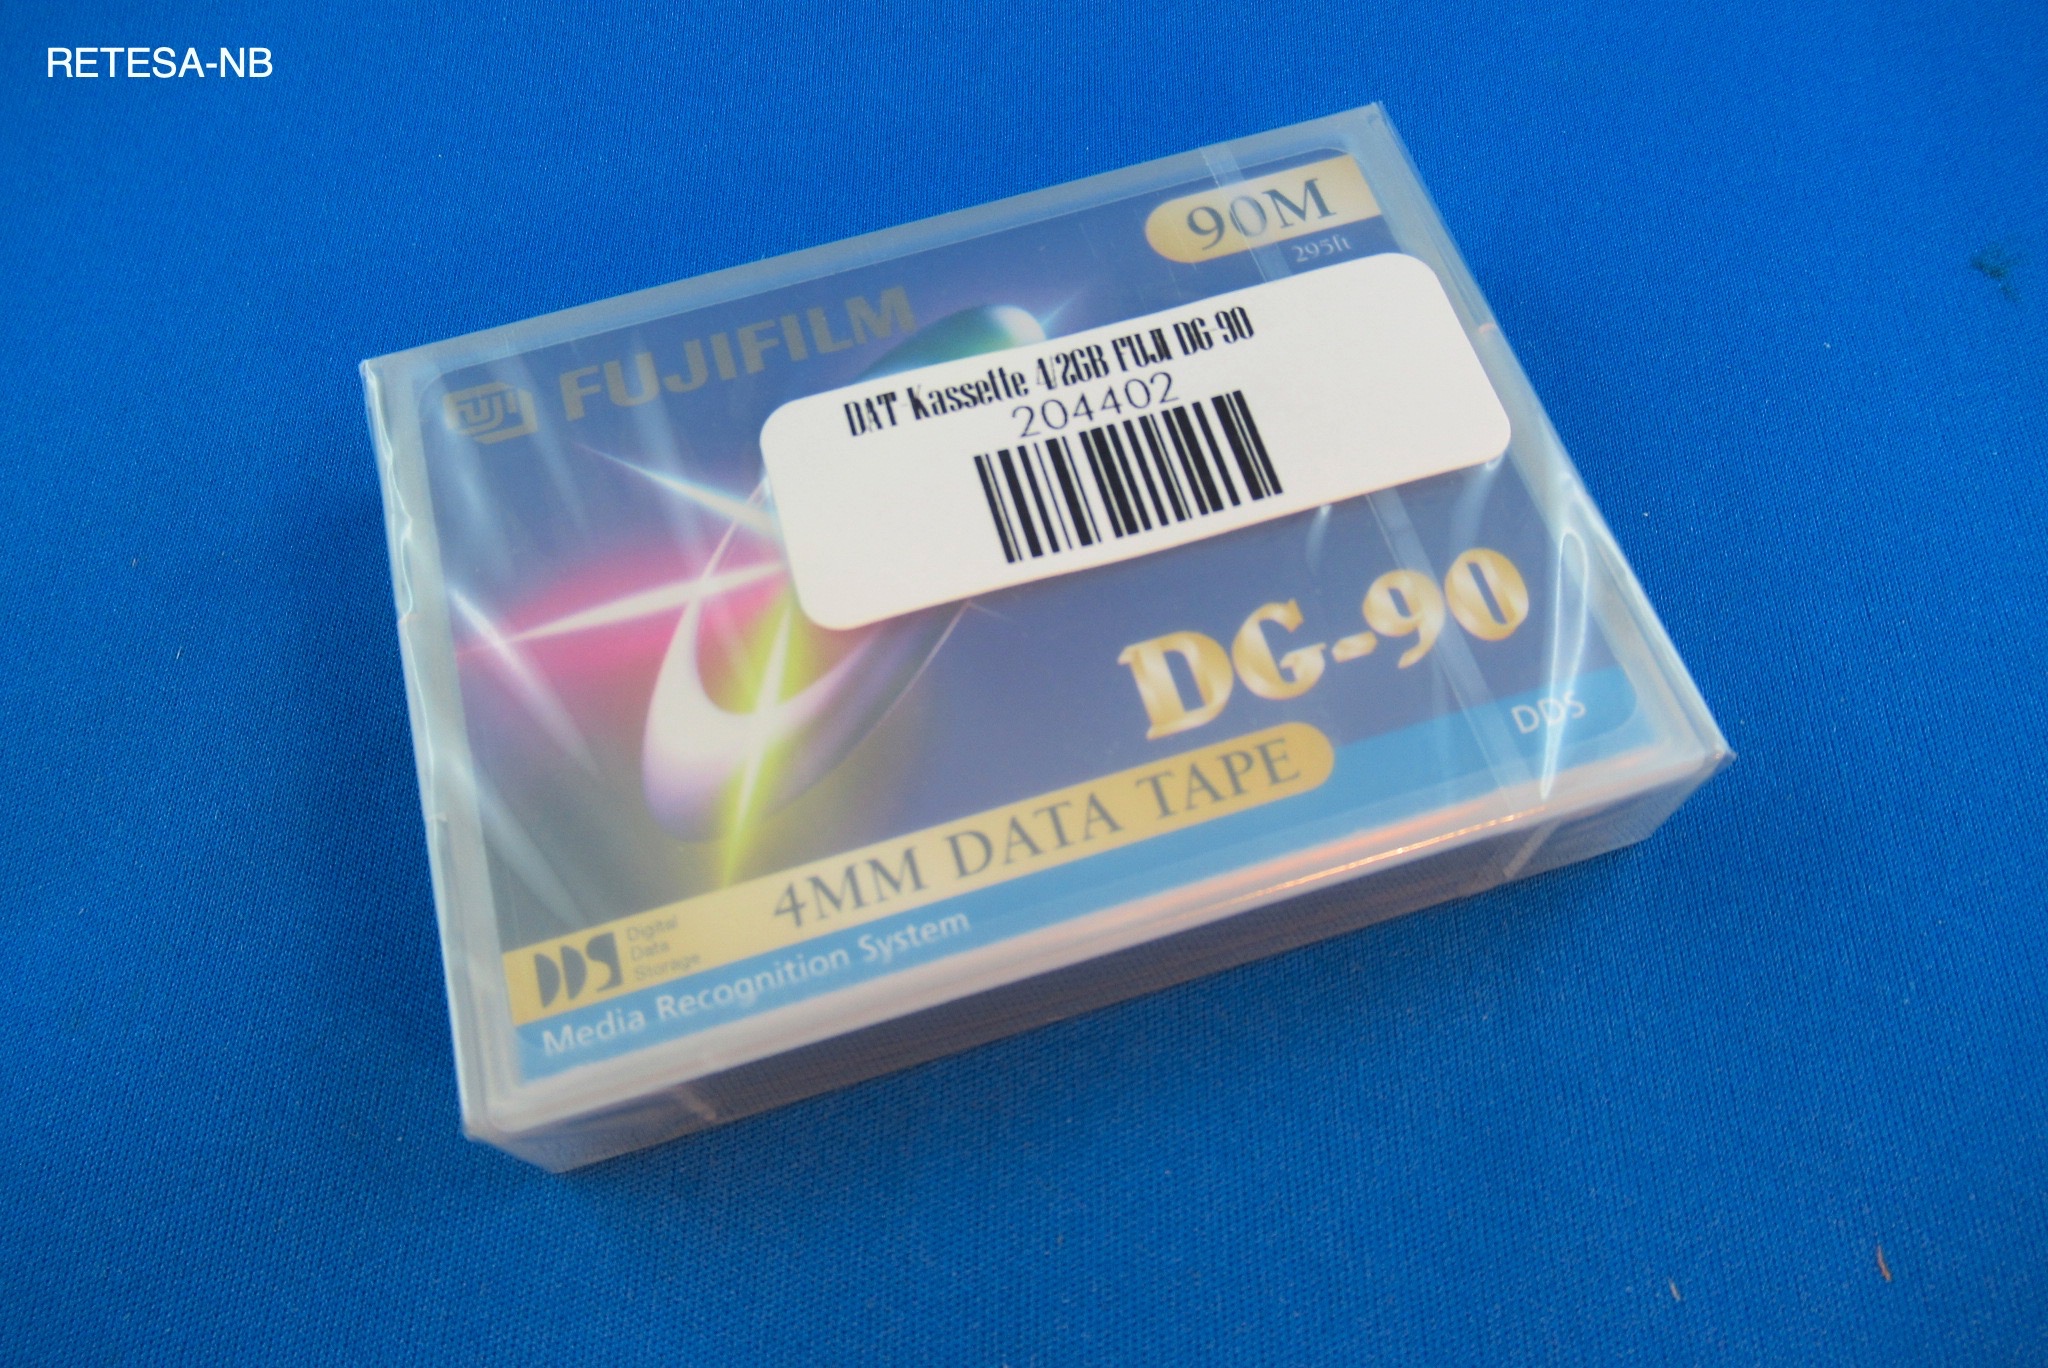 RETESA-NB
90M
295ft
FUJI FUJIFILM
DAT-Kassette 4/2GB FUJI DG-90
204402
DG-90
DDS
4MM DATA TAPE
DDS Digital
Data
Storage
Media Recognition System